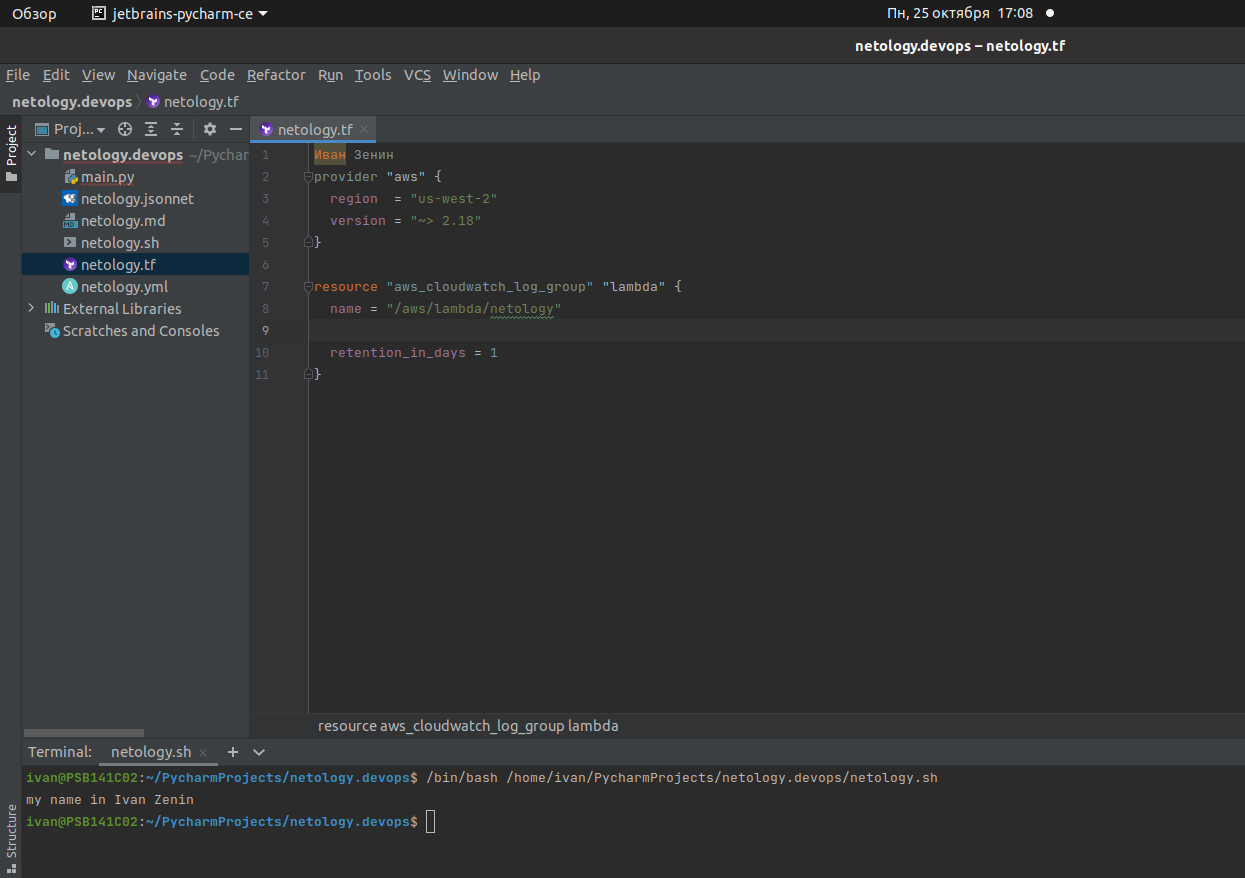 Обзор jetbrains-pycharm-ce Пн, 25 октября 17:08
netology.devops – netology.tf
File Edit View Navigate Code Refactor Run Tools VCS Window Help
netology.devops netology.tf
Project
Proj...
netology.devops ~/Pychar
main.py
netology.jsonnet
netology.md
netology.sh
netology.tf
netology.yml
External Libraries
Scratches and Consoles
netology.tf
1 Иван Зенин
2 provider "aws" {
3 region = "us-west-2"
4 version = "~> 2.18"
5 }
6
7 resource "aws_cloudwatch_log_group" "lambda" {
8 name = "/aws/lambda/netology"
9
10 retention_in_days = 1
11 }
resource aws_cloudwatch_log_group lambda
Terminal: netology.sh
ivan@PSB141C02:~/PycharmProjects/netology.devops$ /bin/bash /home/ivan/PycharmProjects/netology.devops/netology.sh
my name in Ivan Zenin
ivan@PSB141C02:~/PycharmProjects/netology.devops$
Structure